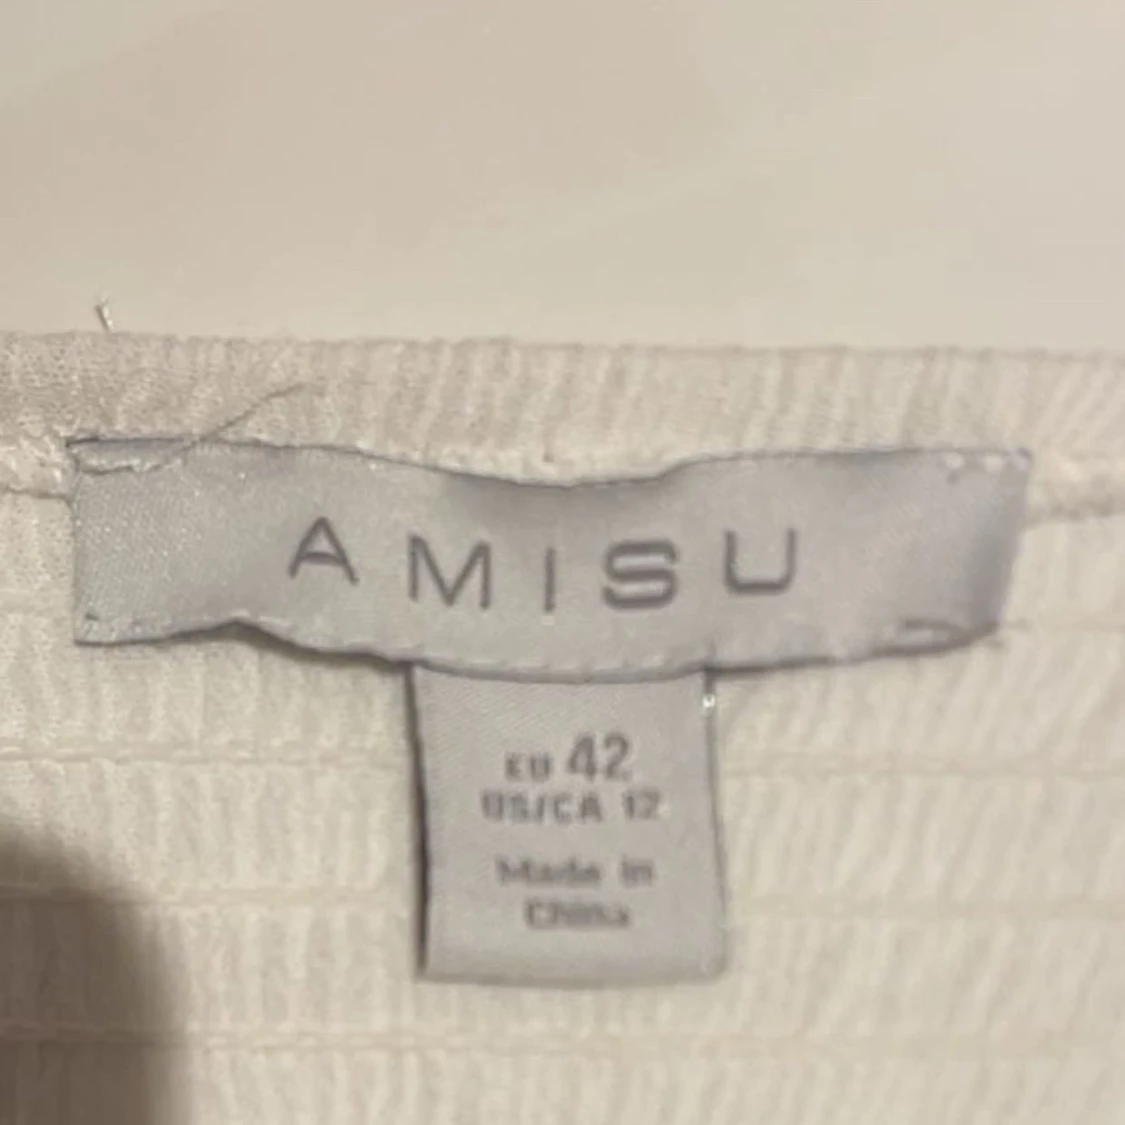 AMISU
EU 42
US/CA 12
Made in
China